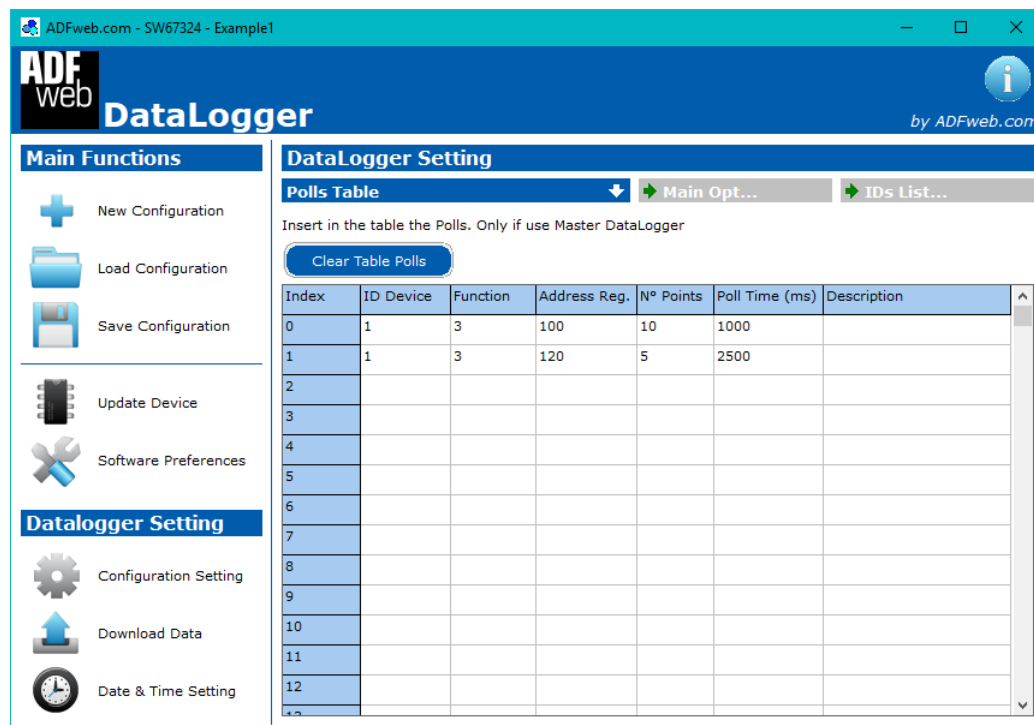 ADFweb.com - SW67324 - Example1
ADF
web
DataLogger
i
by ADFweb.com
Main Functions
New Configuration
Load Configuration
Save Configuration
Update Device
Software Preferences
Datalogger Setting
Configuration Setting
Download Data
Date & Time Setting
DataLogger Setting
Polls Table
Main Opt...
IDs List...
Insert in the table the Polls. Only if use Master DataLogger
Clear Table Polls
Index ID Device Function Address Reg. N° Points Poll Time (ms) Description
0 1 3 100 10 1000
1 1 3 120 5 2500
2
3
4
5
6
7
8
9
10
11
12